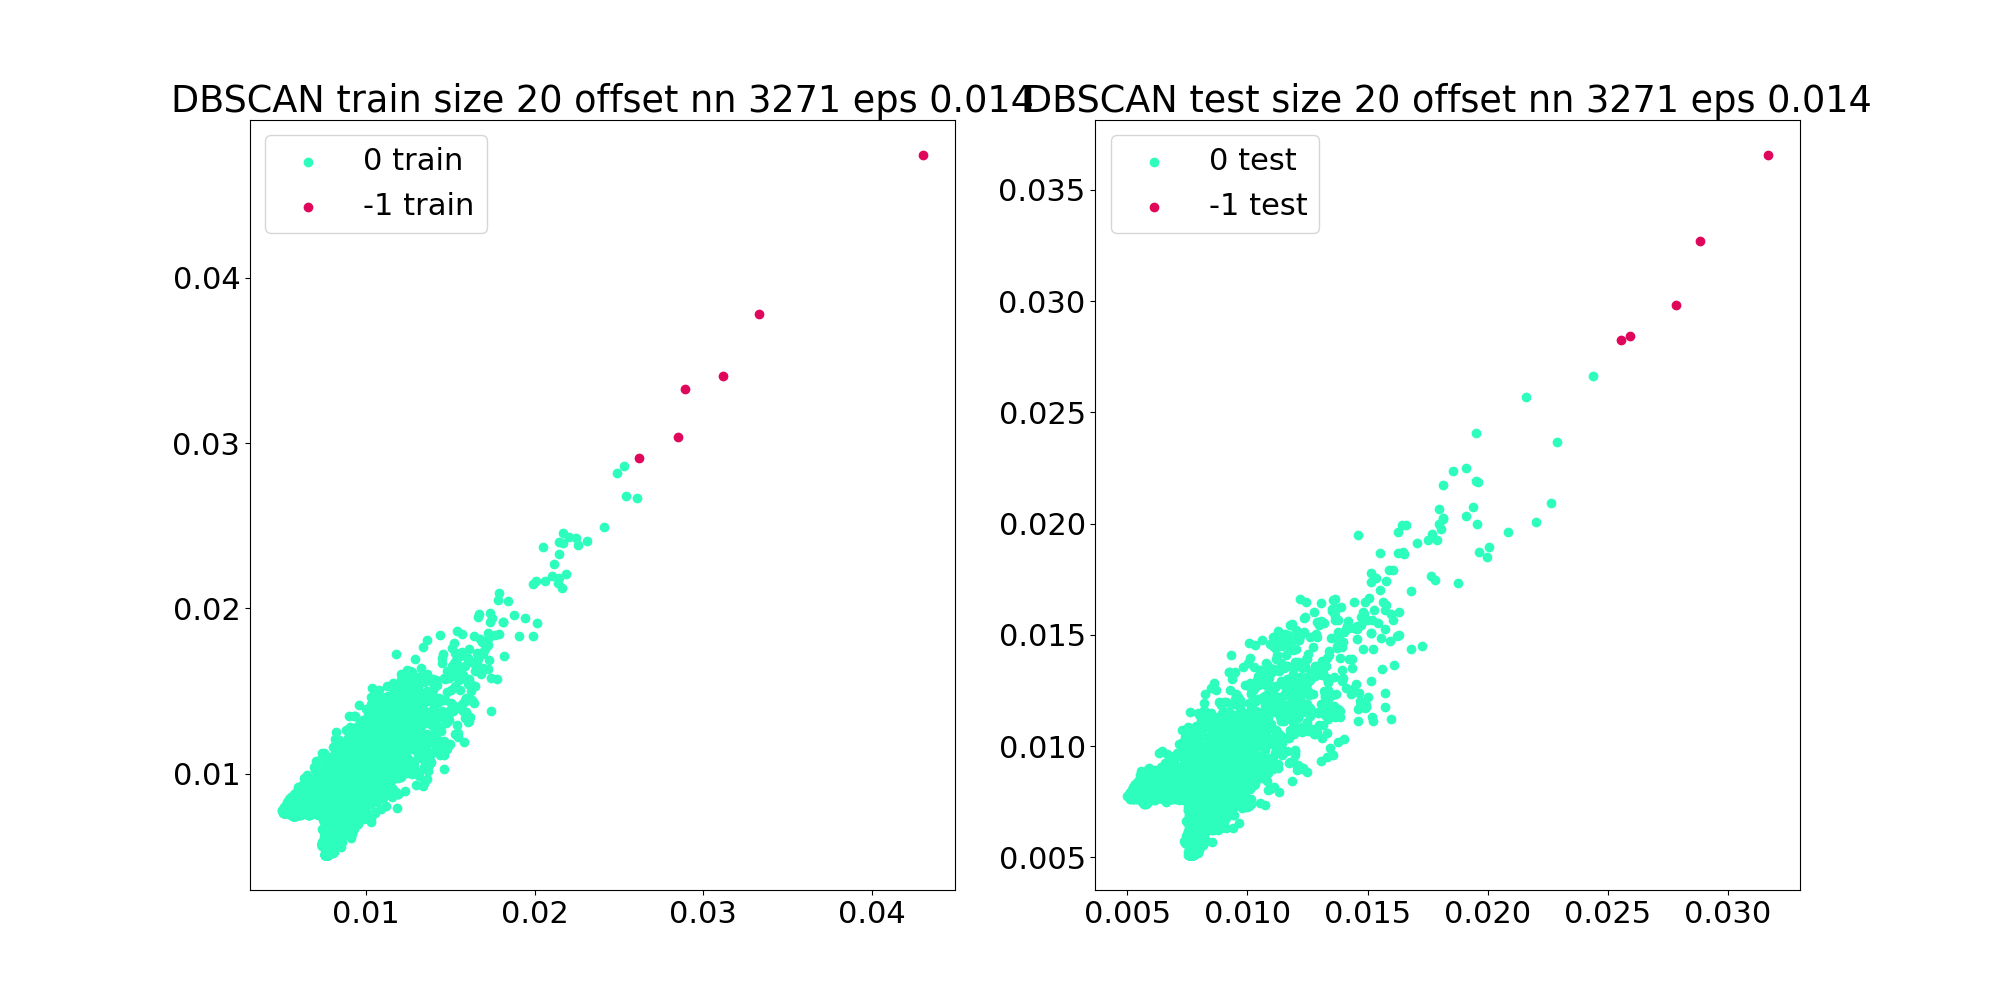 DBSCAN train size 20 offset nn 3271 eps 0.014
0 train
-1 train
0.04
0.03
0.02
0.01
0.01 0.02 0.03 0.04
DBSCAN test size 20 offset nn 3271 eps 0.014
0 test
-1 test
0.035
0.030
0.025
0.020
0.015
0.010
0.005
0.005 0.010 0.015 0.020 0.025 0.030